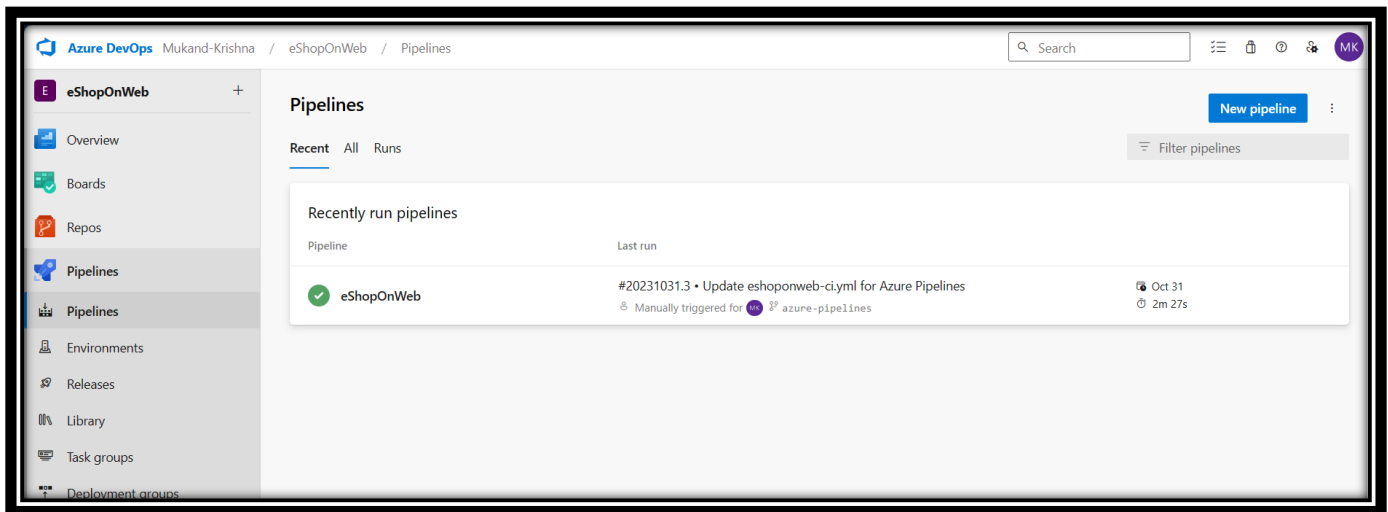 Azure DevOps Mukand-Krishna / eShopOnWeb / Pipelines
Search
MK
E eShopOnWeb +
Overview
Boards
Repos
Pipelines
Pipelines
Environments
Releases
Library
Task groups
Deployment groups
Pipelines
New pipeline
Recent All Runs
Filter pipelines
Recently run pipelines
Pipeline Last run
eShopOnWeb
#20231031.3 • Update eshoponweb-ci.yml for Azure Pipelines
Manually triggered for MK azure-pipelines
Oct 31
2m 27s